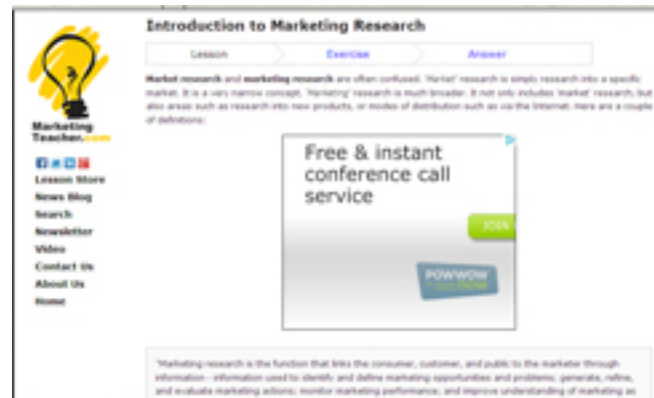 Introduction to Marketing Research
Lesson
Exercise
Answer
Market research and marketing research are often confused. 'Market' research is simply research into a specific
market. It is a very narrow concept. 'Marketing' research is much broader. It not only includes 'market' research, but
also areas such as research into new products, or modes of distribution such as via the Internet. Here are a couple
of definitions:
Marketing
Teacher.com
Lesson Store
News Blog
Search
Newsletter
Video
Contact Us
About Us
Home
Free & instant
conference call
service
JOIN
POWWOW
now
"Marketing research is the function that links the consumer, customer, and public to the marketer through
information - information used to identify and define marketing opportunities and problems; generate, refine,
and evaluate marketing actions; monitor marketing performance; and improve understanding of marketing as